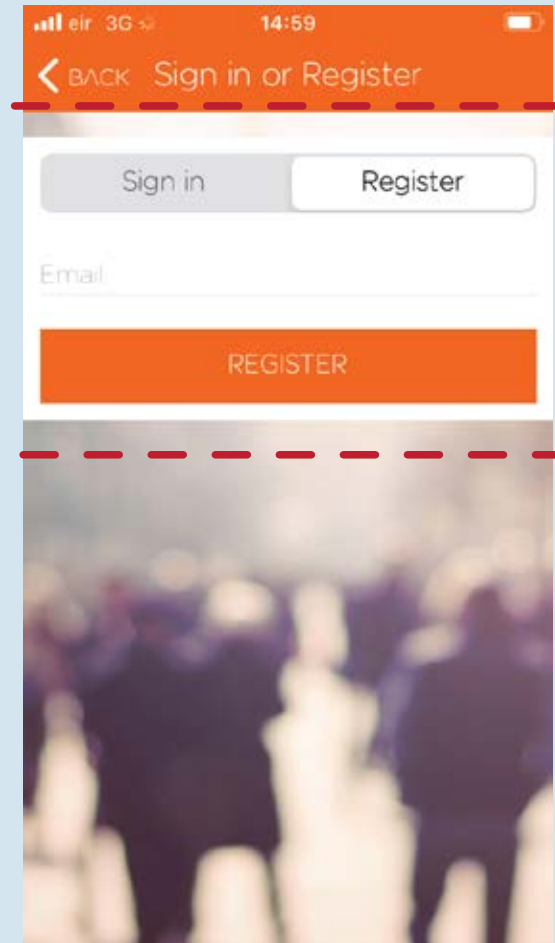 eir 3G 14:59
BACK Sign in or Register
Sign in Register
Email
REGISTER